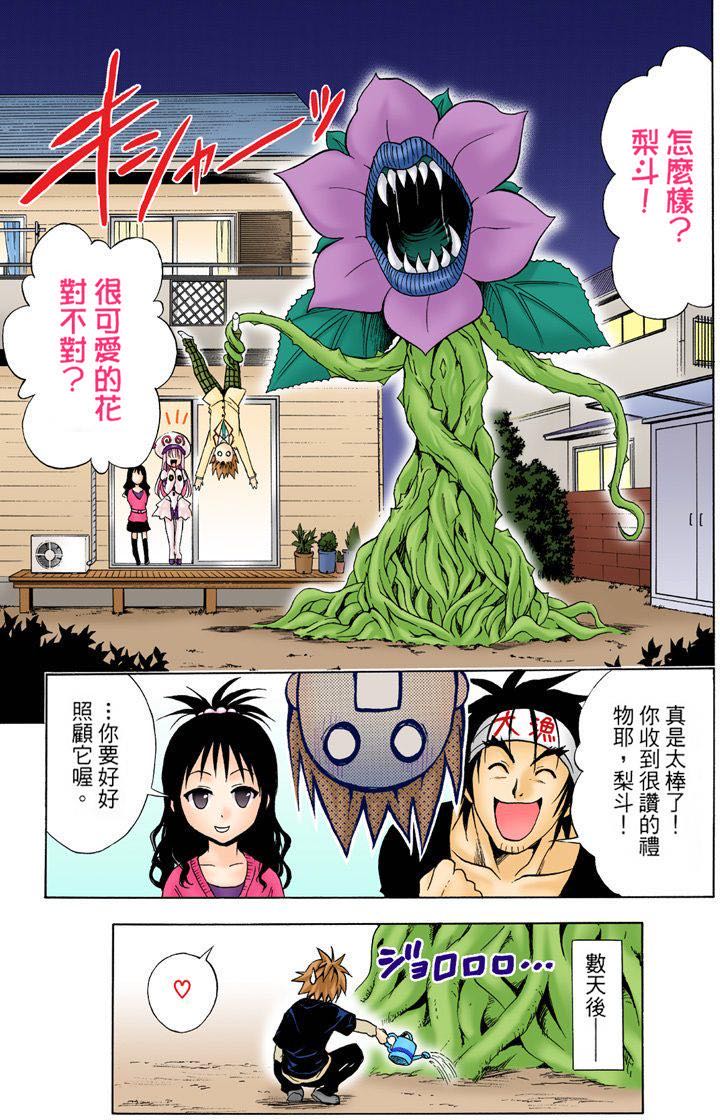 怎麼樣？
梨斗！
キシャーッ
很可愛的花
對不對？
真是太棒了！
你收到很讚的禮
物耶，梨斗！
大漁
…你要好好
照顧它喔。
數天後——
ジョロロロ…
♡